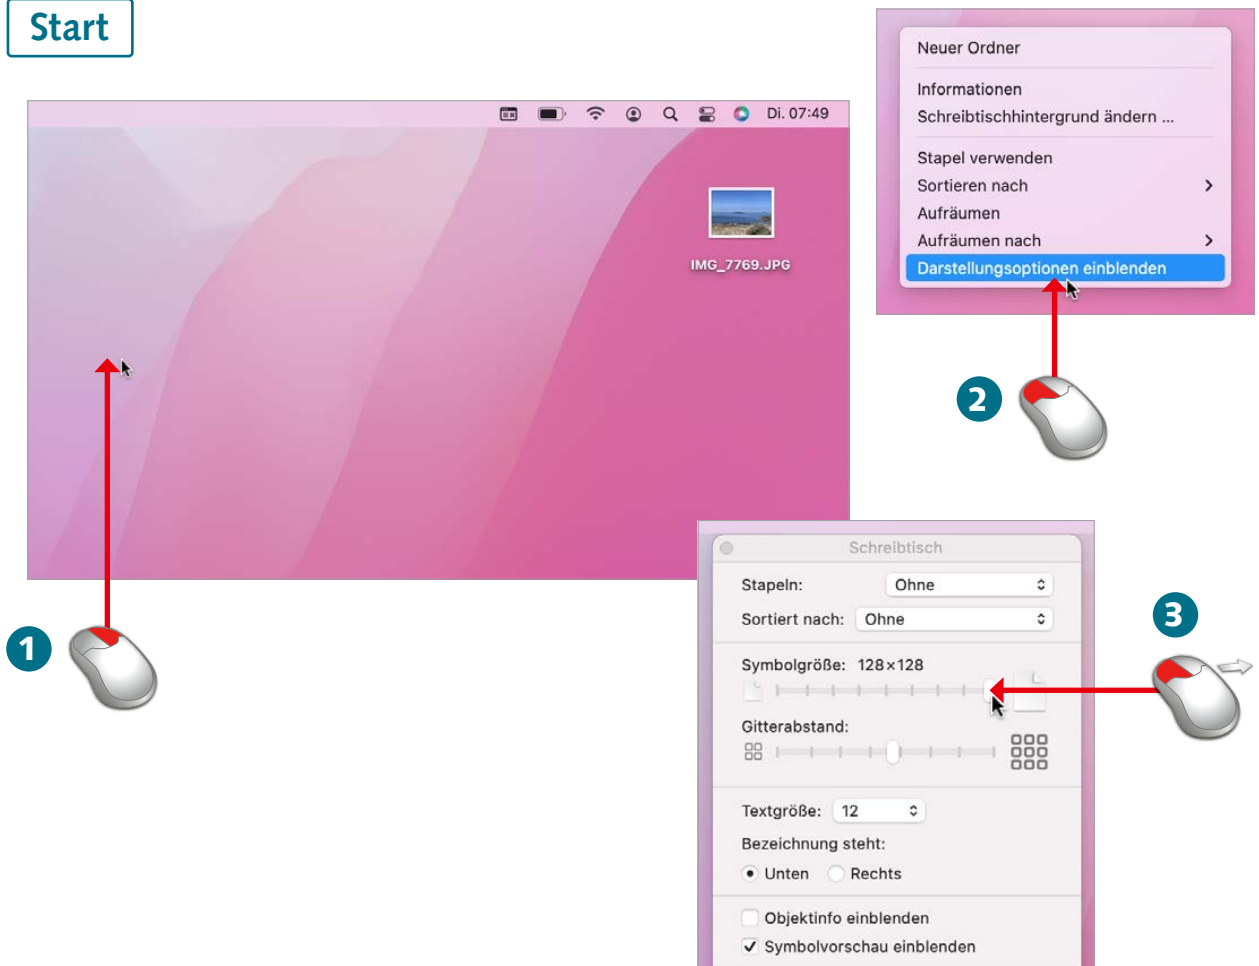 Start
Di. 07:49
IMG_7769.JPG
1
Neuer Ordner
Informationen
Schreibtischhintergrund ändern ...
Stapel verwenden
Sortieren nach
Aufräumen
Aufräumen nach
Darstellungsoptionen einblenden
2
Schreibtisch
Stapeln: Ohne
Sortiert nach: Ohne
Symbolgröße: 128×128
Gitterabstand:
Textgröße: 12
Bezeichnung steht:
Unten Rechts
Objektinfo einblenden
Symbolvorschau einblenden
3